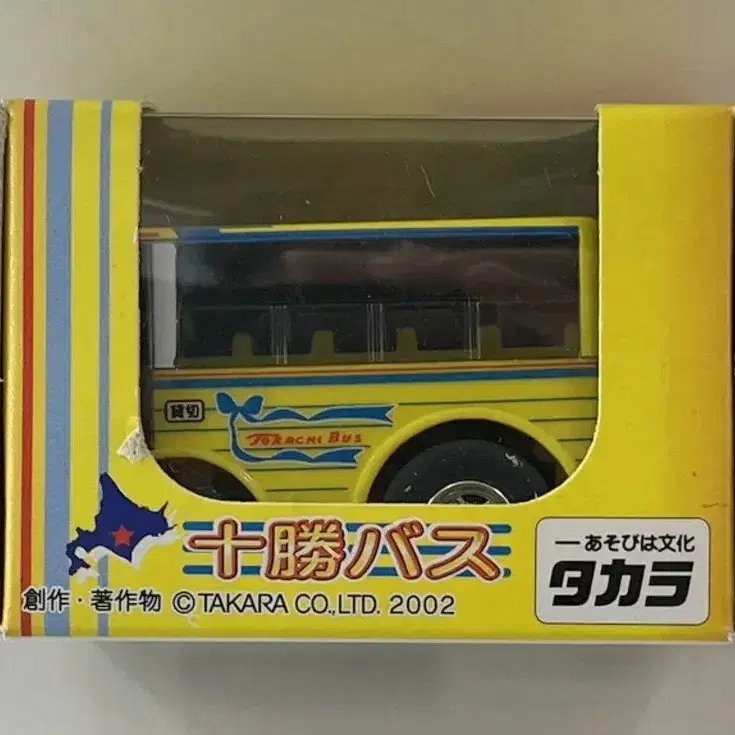 貸切
TOKACHI BUS
十勝バス
創作・著作物 ©TAKARA CO.,LTD. 2002
—あそびは文化
タカラ